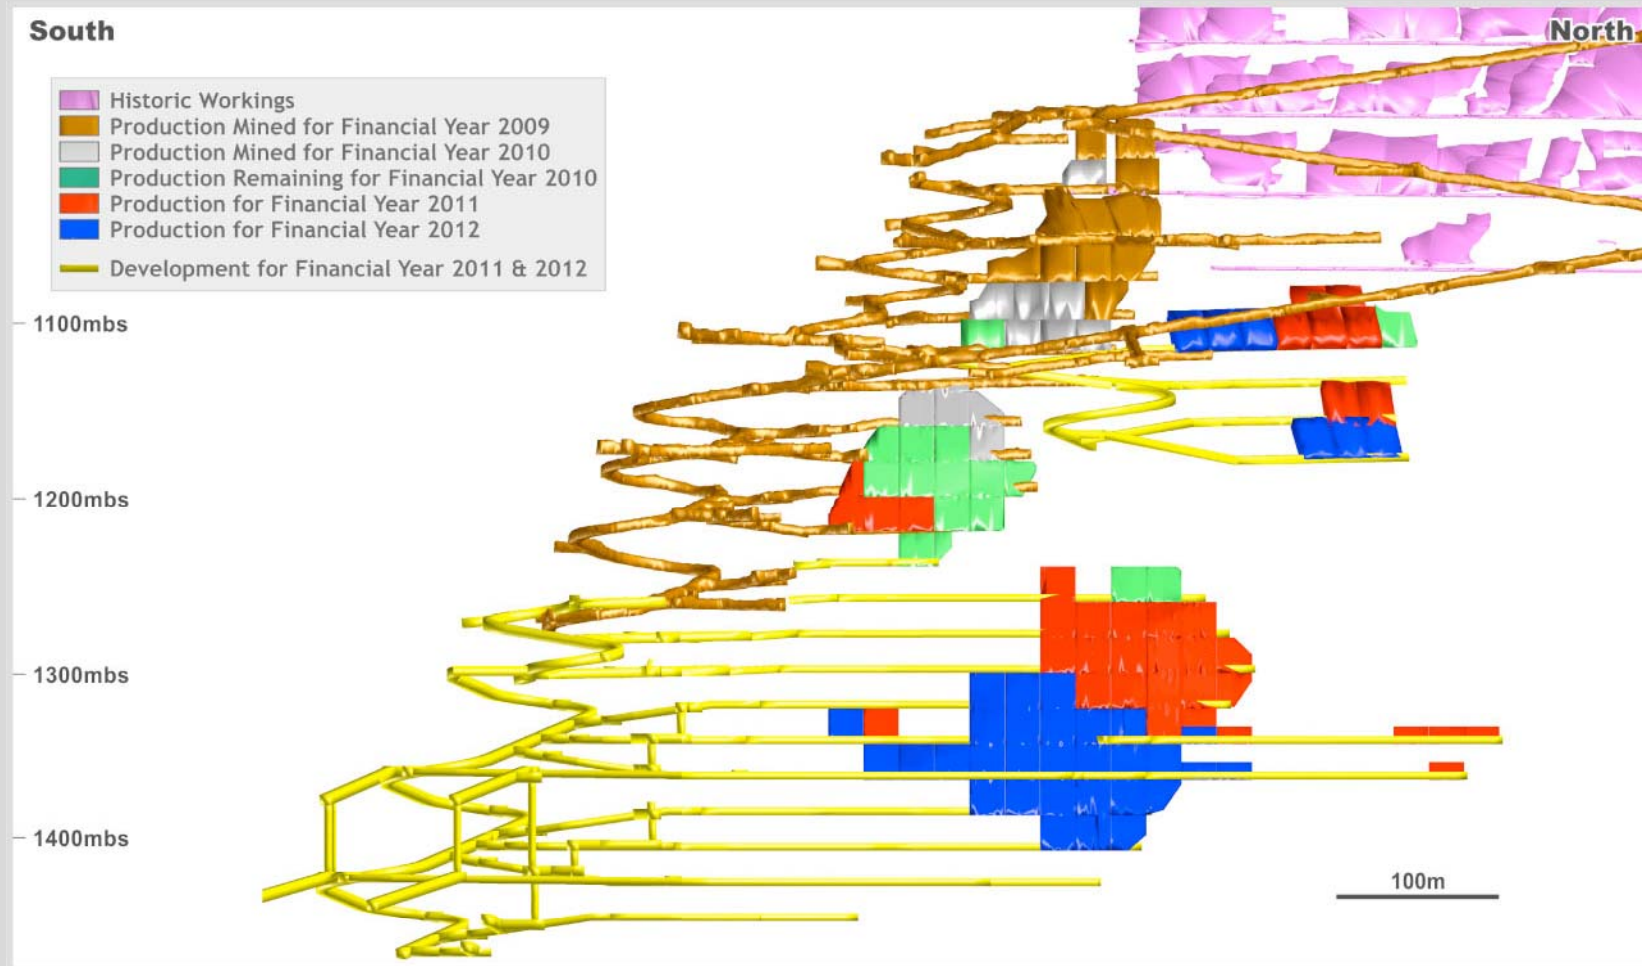 South
North
Historic Workings
Production Mined for Financial Year 2009
Production Mined for Financial Year 2010
Production Remaining for Financial Year 2010
Production for Financial Year 2011
Production for Financial Year 2012
Development for Financial Year 2011 & 2012
1100mbs
1200mbs
1300mbs
1400mbs
100m